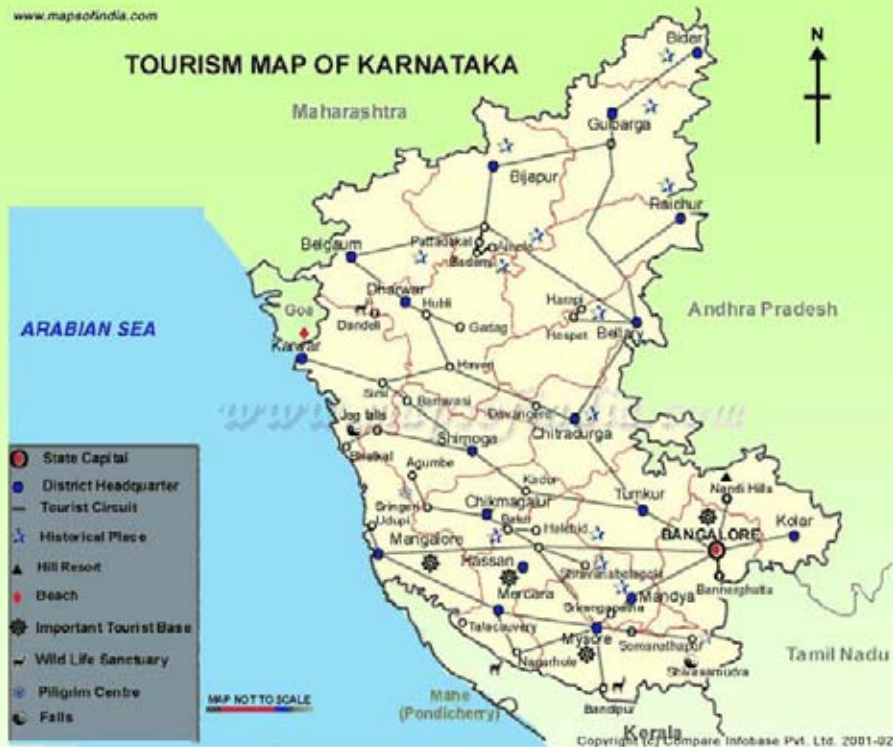 www.mapsofindia.com
TOURISM MAP OF KARNATAKA
N
Maharashtra
Bider
Gulbarga
Bijapur
Raichur
Pattadakal
Aihole
Badami
Belgaum
Dharwar
Hubli
Gadag
Goa
Dandeli
Hampi
Hospet
Bellary
Andhra Pradesh
ARABIAN SEA
Karwar
Haveri
Sirsi
Banavasi
Davangere
Chitradurga
Jog falls
Bhatkal
Shimoga
Agumbe
Kadur
Tumkur
Nandi Hills
Sringeri
Chikmagalur
Udupi
Belur
Halebid
BANGALORE
Kolar
Mangalore
Hassan
Shravanabelagola
Bannerghatta
Mercara
Srirangapatna
Mandya
Talacauvery
Mysore
Somanathapur
Nagarhole
Shivasamudra
Tamil Nadu
Bandipur
Mahe
(Pondicherry)
Kerala
State Capital
District Headquarter
Tourist Circuit
Historical Place
Hill Resort
Beach
Important Tourist Base
Wild Life Sanctuary
Piligrim Centre
Falls
MAP NOT TO SCALE
Copyright (c) Compare Infobase Pvt. Ltd. 2001-02